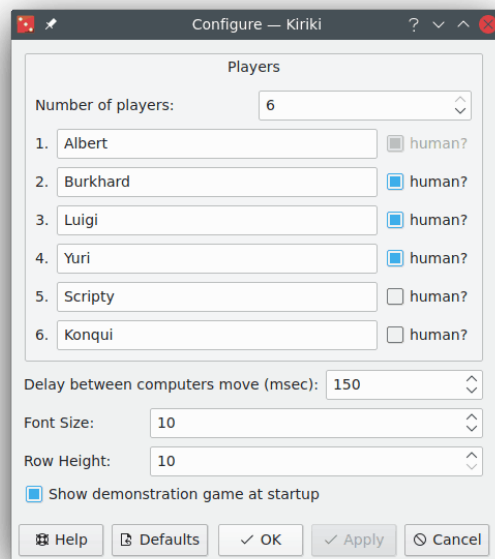 Configure — Kiriki
Players
Number of players: 6
1. Albert human?
2. Burkhard human?
3. Luigi human?
4. Yuri human?
5. Scripty human?
6. Konqui human?
Delay between computers move (msec): 150
Font Size: 10
Row Height: 10
Show demonstration game at startup
Help Defaults OK Apply Cancel